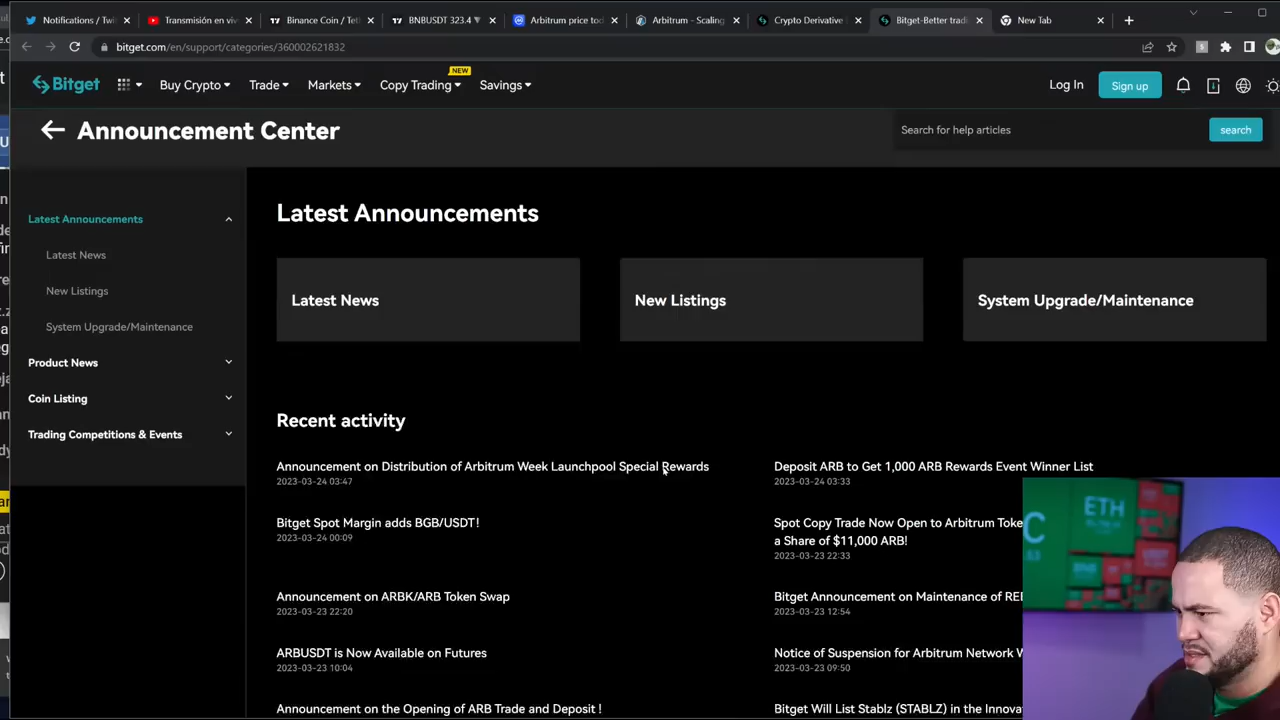 Notifications / Twi
Transmisión en viv
Binance Coin / Tet
BNBUSDT 323.4
Arbitrum price tod
Arbitrum - Scaling
Crypto Derivative
Bitget-Better tradi
New Tab
bitget.com/en/support/categories/360002621832
Bitget
Buy Crypto
Trade
Markets
Copy Trading
NEW
Savings
Log In
Sign up
Announcement Center
Search for help articles
search
Latest Announcements
Latest News
New Listings
System Upgrade/Maintenance
Product News
Coin Listing
Trading Competitions & Events
Latest Announcements
Latest News
New Listings
System Upgrade/Maintenance
Recent activity
Announcement on Distribution of Arbitrum Week Launchpool Special Rewards
2023-03-24 03:47
Deposit ARB to Get 1,000 ARB Rewards Event Winner List
2023-03-24 03:33
Bitget Spot Margin adds BGB/USDT!
2023-03-24 00:09
Spot Copy Trade Now Open to Arbitrum Toke
a Share of $11,000 ARB!
2023-03-23 22:33
Announcement on ARBK/ARB Token Swap
2023-03-23 22:20
Bitget Announcement on Maintenance of REI
2023-03-23 12:54
ARBUSDT is Now Available on Futures
2023-03-23 10:04
Notice of Suspension for Arbitrum Network W
2023-03-23 09:50
Announcement on the Opening of ARB Trade and Deposit !
Bitget Will List Stablz (STABLZ) in the Innova
ETH